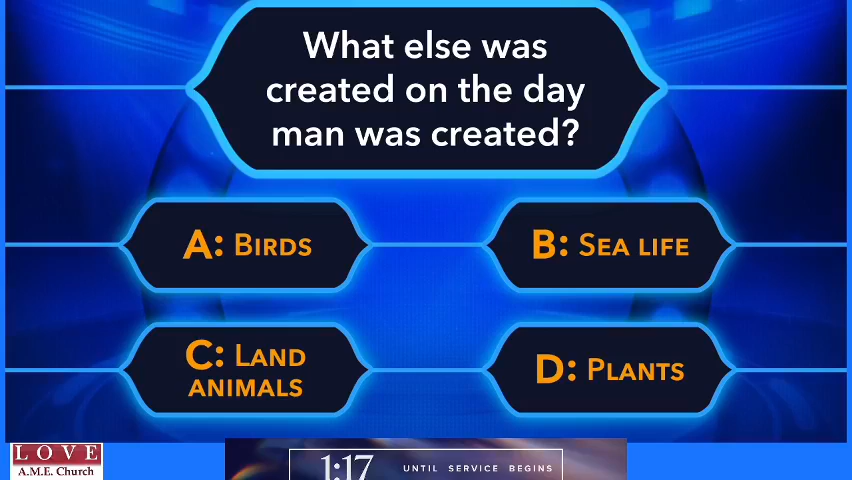 What else was
created on the day
man was created?
A: BIRDS
B: SEA LIFE
C: LAND
ANIMALS
D: PLANTS
LOVE
A.M.E. Church
1:17 UNTIL SERVICE BEGINS